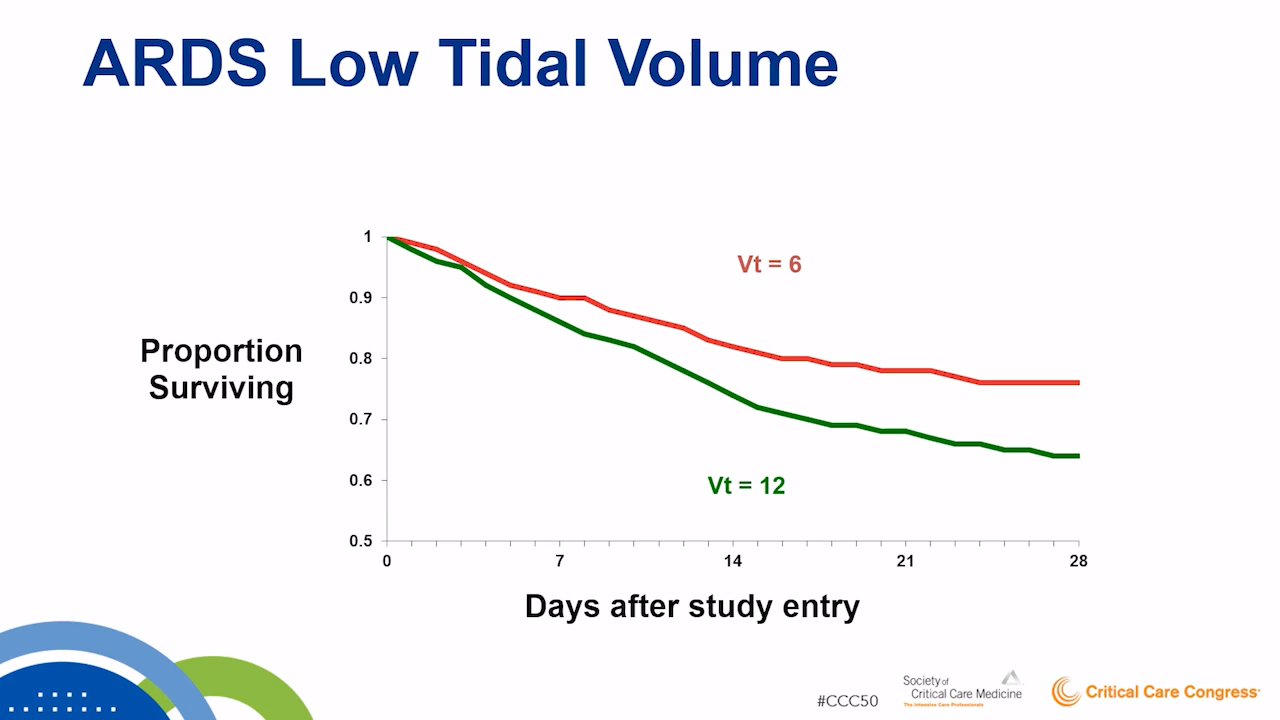 ARDS Low Tidal Volume
1
Vt = 6
0.9
Proportion
Surviving
0.8
0.7
0.6
Vt = 12
0.5
0
7
14
21
28
Days after study entry
#CCC50
Society of
Critical Care Medicine
The Intensive Care Professionals
Critical Care Congress